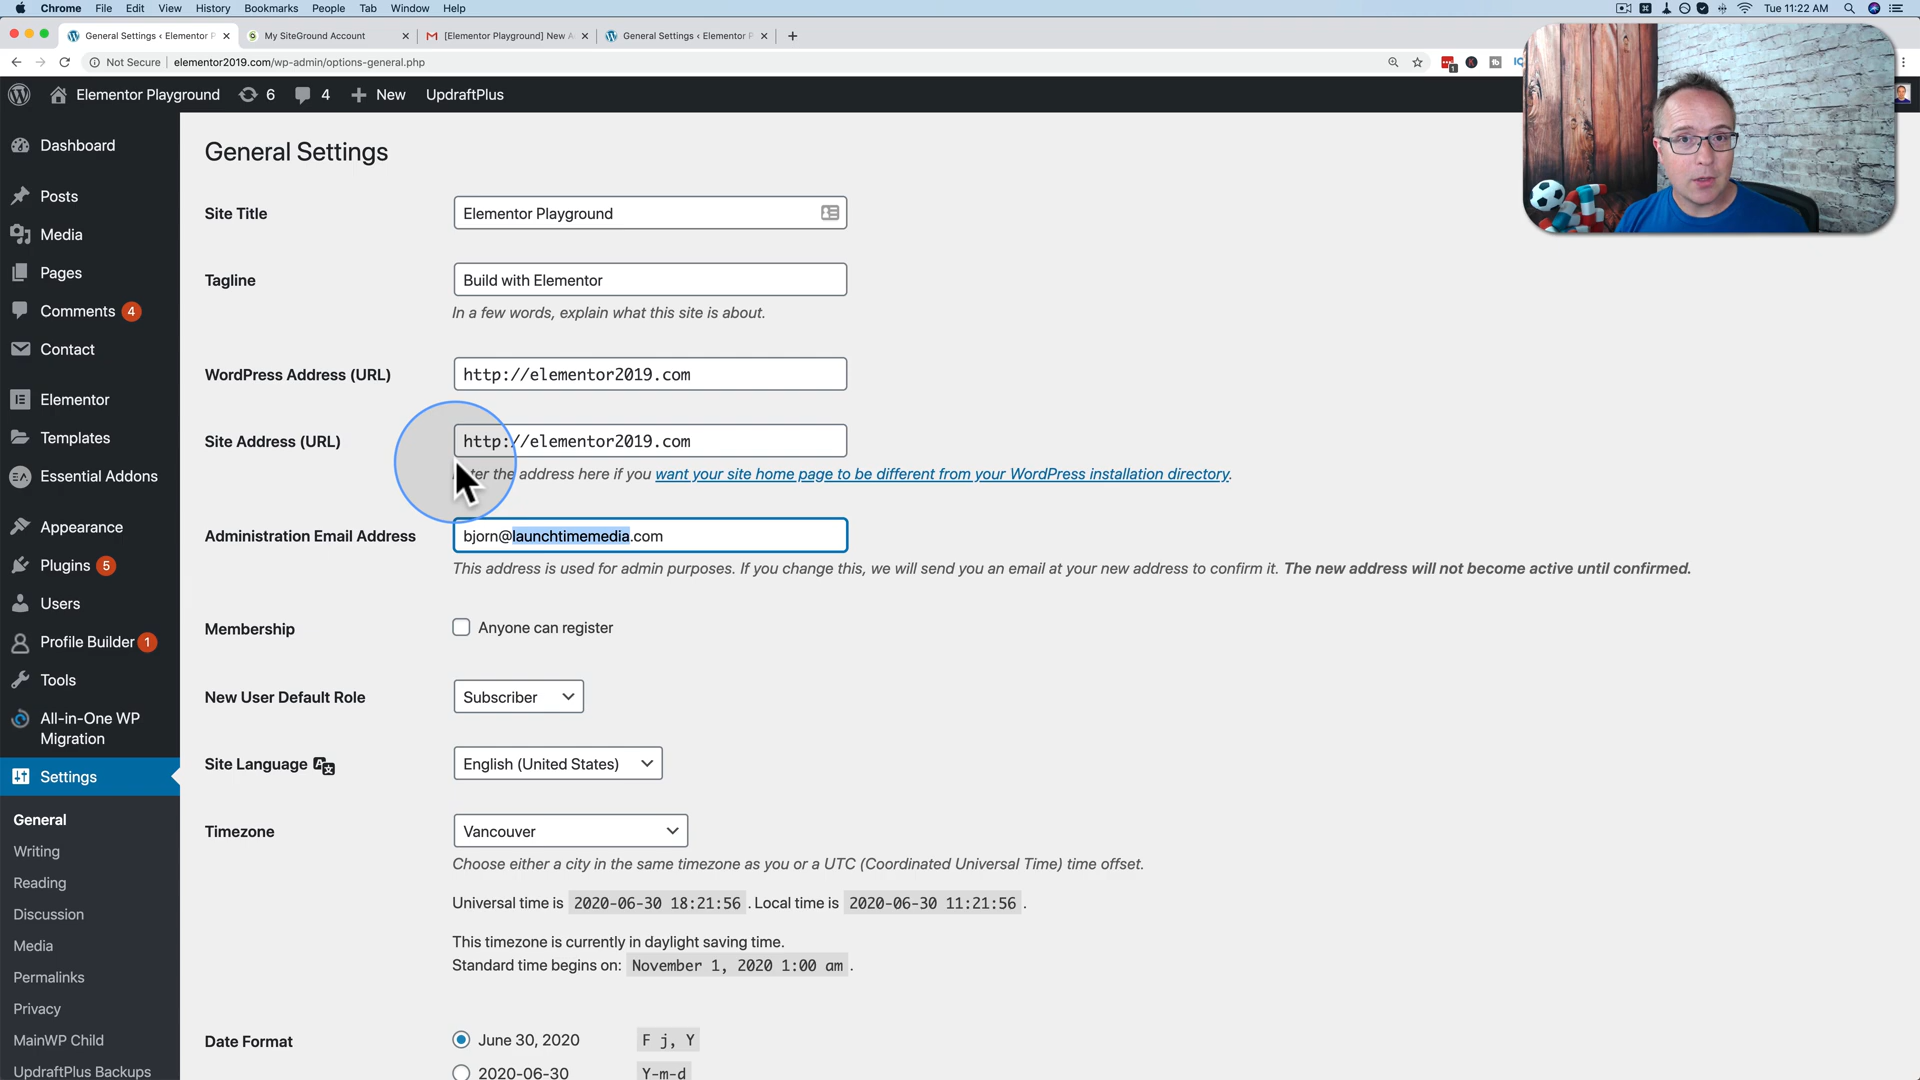 Chrome File Edit View History Bookmarks People Tab Window Help Tue 11:22 AM
General Settings ‹ Elementor P My SiteGround Account [Elementor Playground] New A General Settings ‹ Elementor P
Not Secure elementor2019.com/wp-admin/options-general.php
Elementor Playground 6 4 New UpdraftPlus
Dashboard
Posts
Media
Pages
Comments 4
Contact
Elementor
Templates
Essential Addons
Appearance
Plugins 5
Users
Profile Builder 1
Tools
All-in-One WP
Migration
Settings
General
Writing
Reading
Discussion
Media
Permalinks
Privacy
MainWP Child
UpdraftPlus Backups
General Settings
Site Title Elementor Playground
Tagline Build with Elementor
In a few words, explain what this site is about.
WordPress Address (URL) http://elementor2019.com
Site Address (URL) http://elementor2019.com
the address here if you want your site home page to be different from your WordPress installation directory.
Administration Email Address bjorn@launchtimemedia.com
This address is used for admin purposes. If you change this, we will send you an email at your new address to confirm it. The new address will not become active until confirmed.
Membership Anyone can register
New User Default Role Subscriber
Site Language English (United States)
Timezone Vancouver
Choose either a city in the same timezone as you or a UTC (Coordinated Universal Time) time offset.
Universal time is 2020-06-30 18:21:56 . Local time is 2020-06-30 11:21:56 .
This timezone is currently in daylight saving time.
Standard time begins on: November 1, 2020 1:00 am .
Date Format June 30, 2020 F j, Y
2020-06-30 Y-m-d